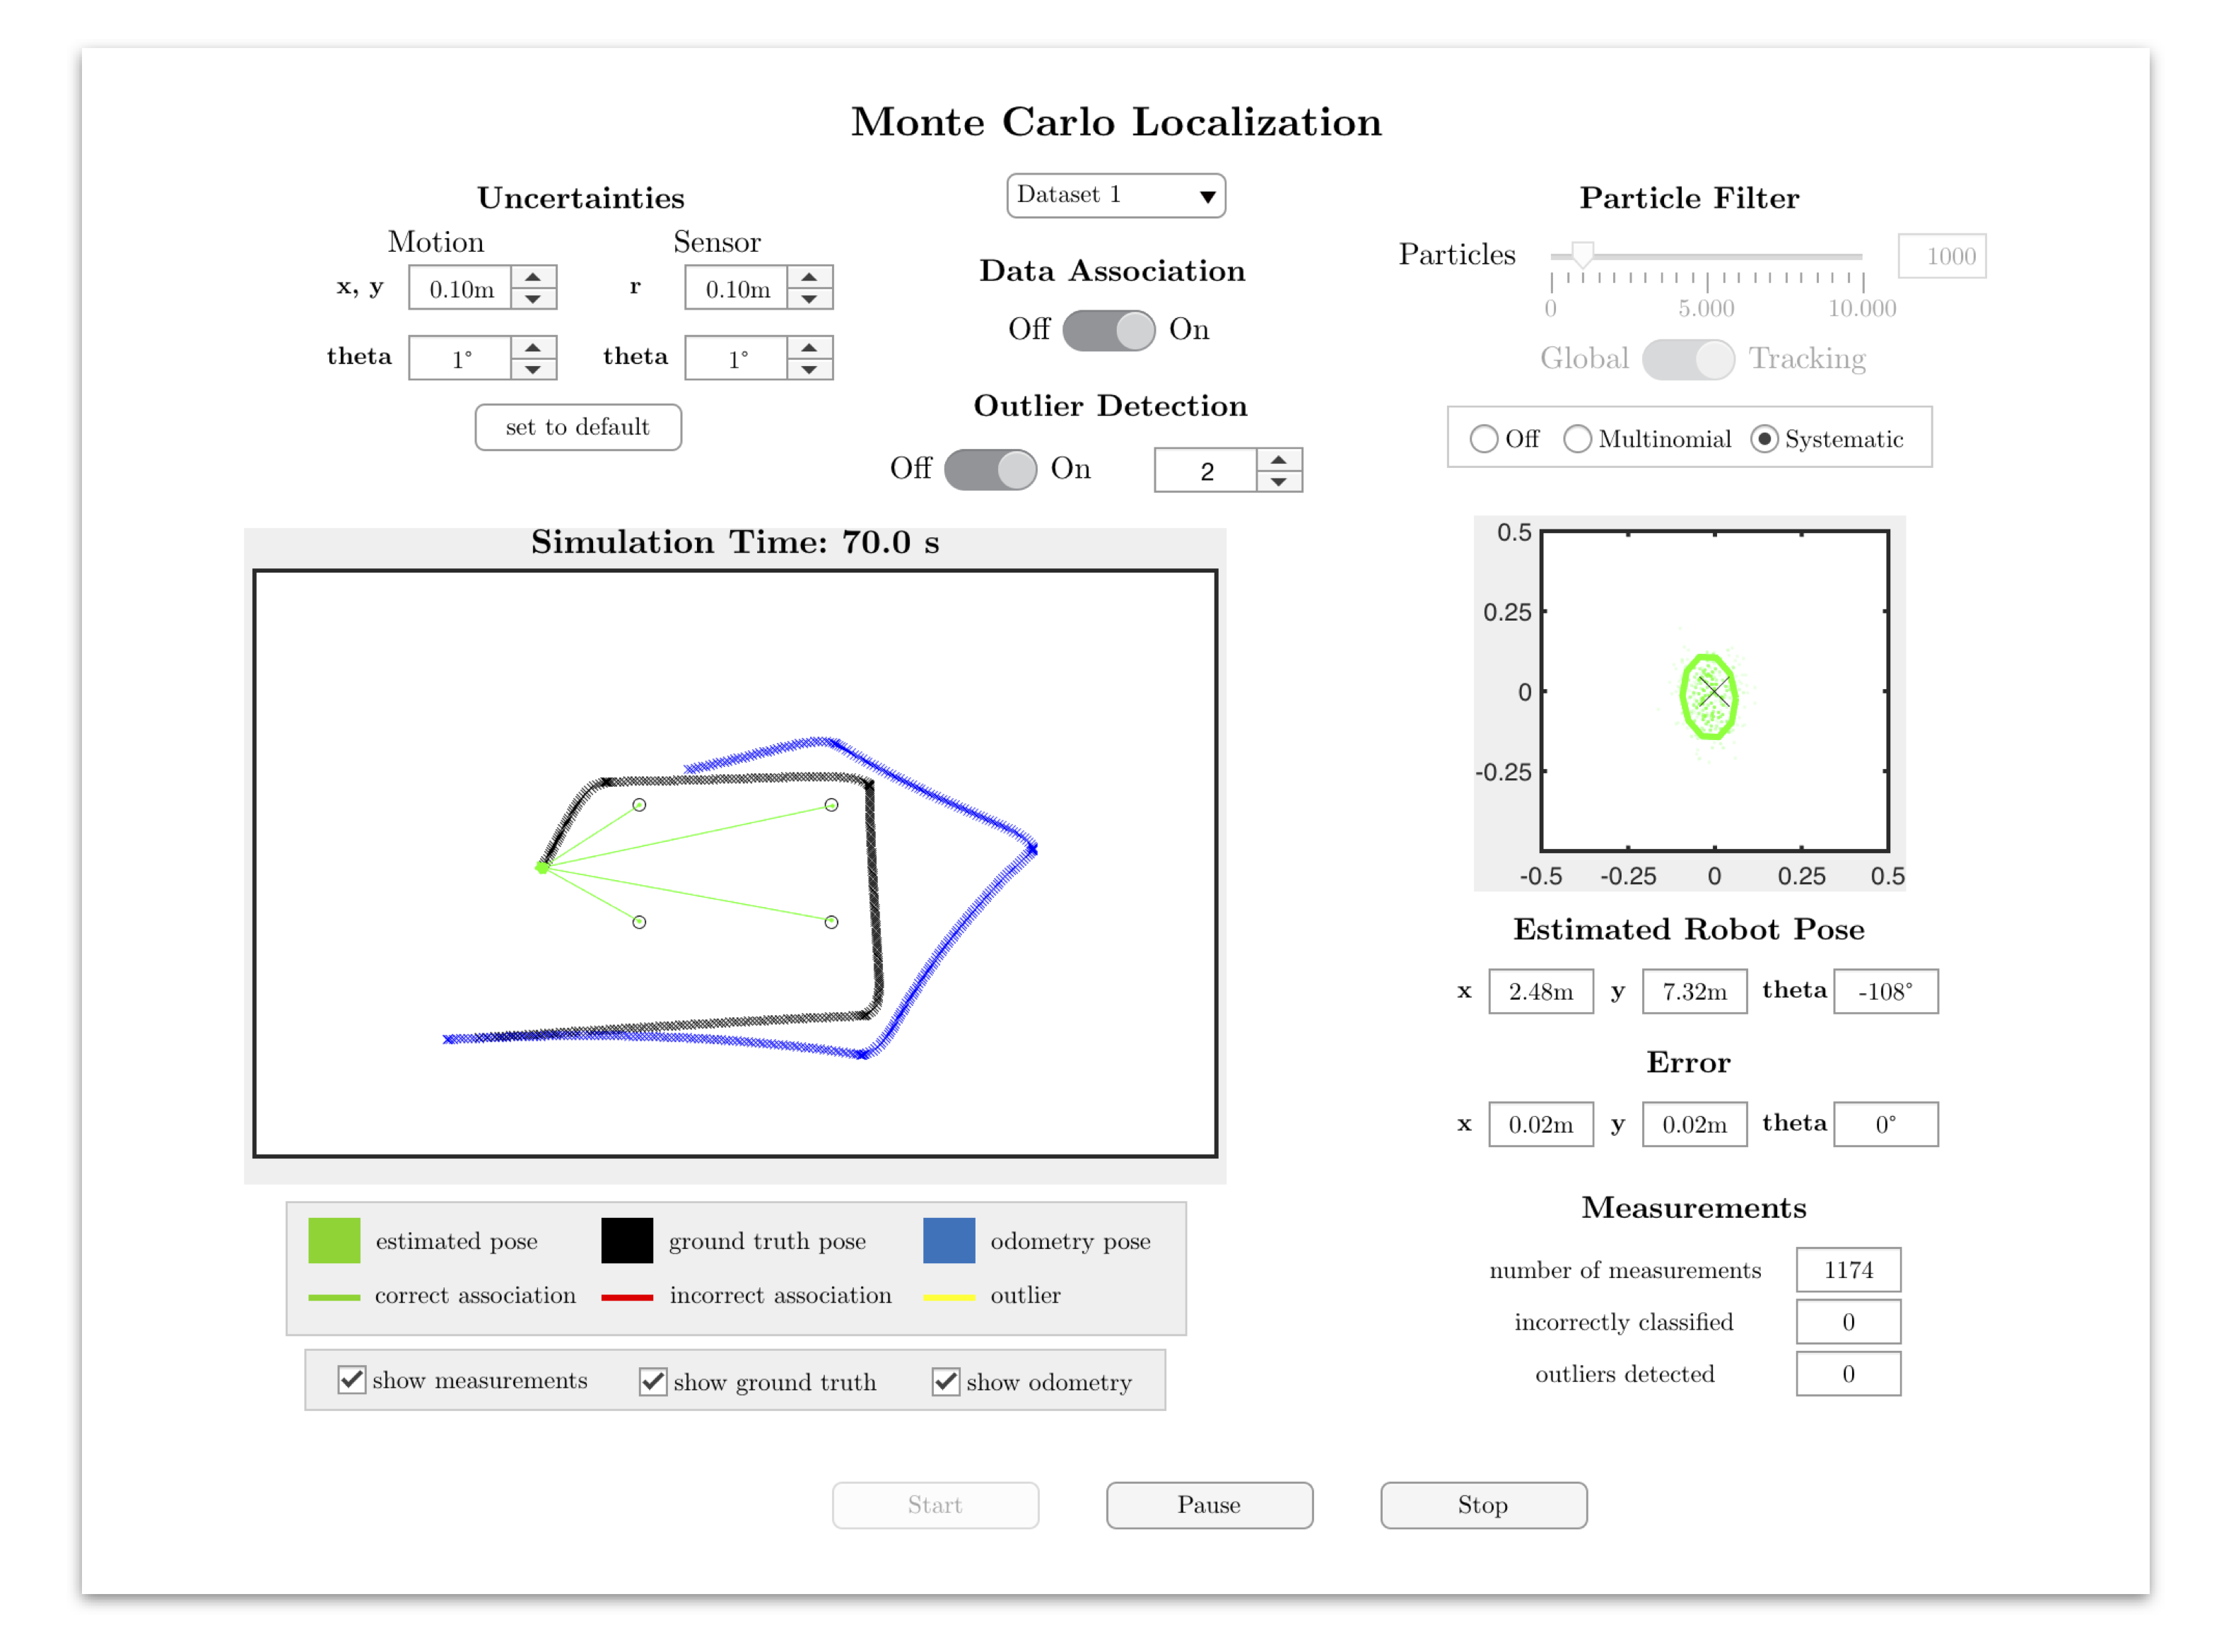 Monte Carlo Localization
Uncertainties
Motion Sensor
x, y 0.10m r 0.10m
theta 1° theta 1°
set to default
Dataset 1
Data Association
Off On
Outlier Detection
Off On 2
Particle Filter
Particles 1000
0 5.000 10.000
Global Tracking
Off Multinomial Systematic
Simulation Time: 70.0 s
0.5
0.25
0
-0.25
-0.5 -0.25 0 0.25 0.5
estimated pose ground truth pose odometry pose
correct association incorrect association outlier
show measurements show ground truth show odometry
Estimated Robot Pose
x 2.48m y 7.32m theta -108°
Error
x 0.02m y 0.02m theta 0°
Measurements
number of measurements 1174
incorrectly classified 0
outliers detected 0
Start Pause Stop